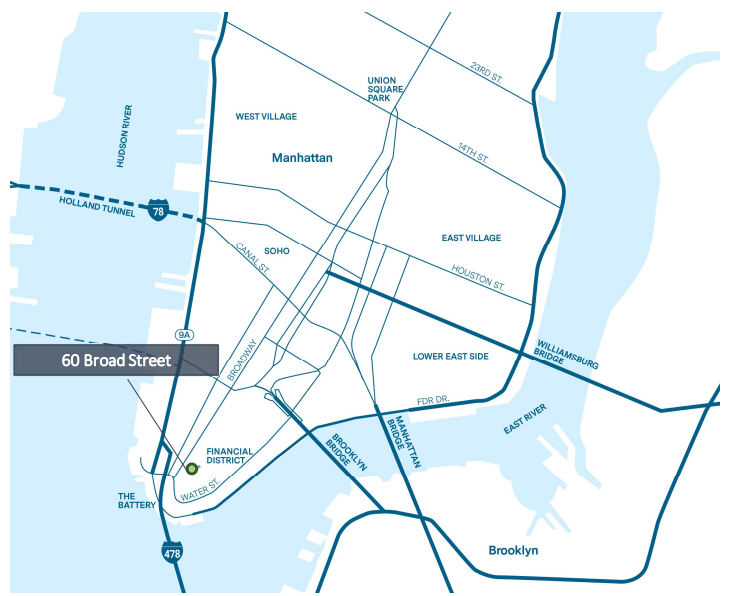 23RD ST.
UNION
SQUARE
PARK
WEST VILLAGE
HUDSON RIVER
Manhattan
14TH ST.
HOLLAND TUNNEL
78
EAST VILLAGE
SOHO
CANAL ST.
HOUSTON ST.
9A
60 Broad Street
BROADWAY
LOWER EAST SIDE
WILLIAMSBURG
BRIDGE
FDR DR.
EAST RIVER
MANHATTAN
BRIDGE
BROOKLYN
BRIDGE
FINANCIAL
DISTRICT
WATER ST.
THE
BATTERY
478
Brooklyn